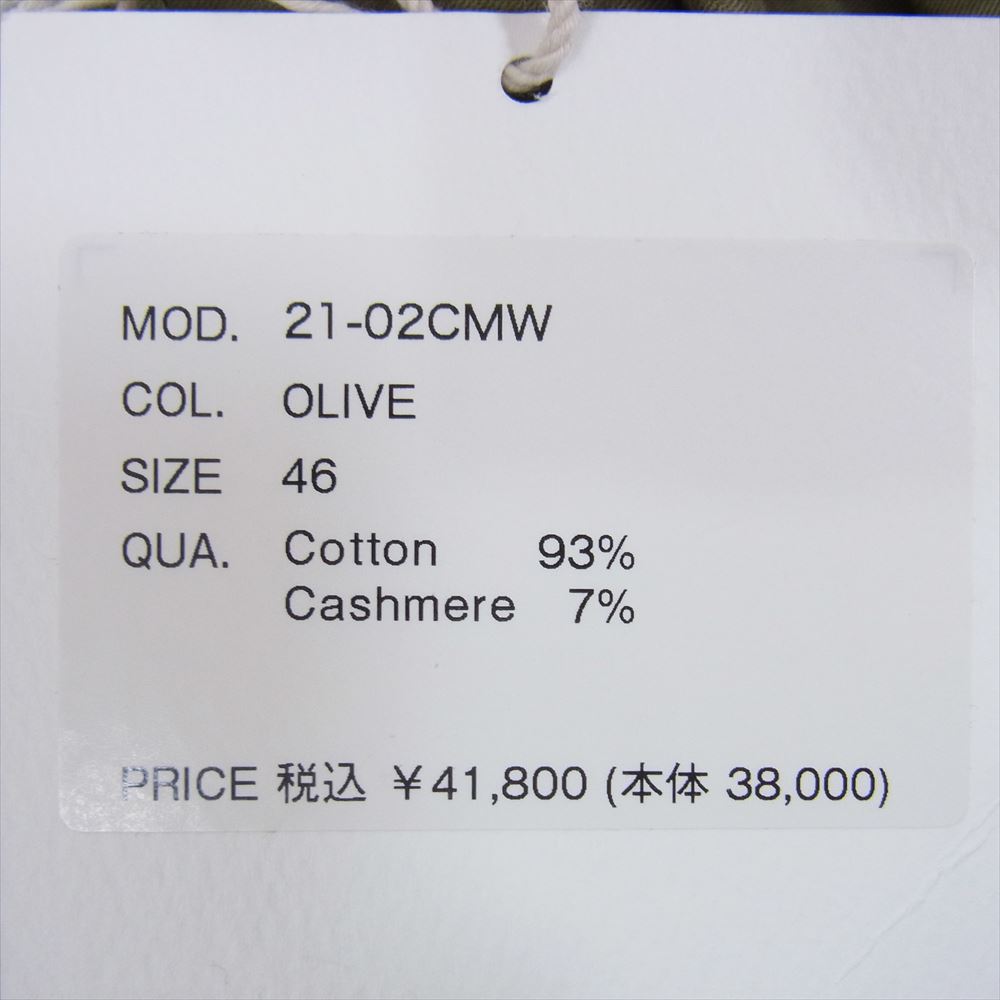 MOD. 21-02CMW
COL. OLIVE
SIZE 46
QUA. Cotton 93%
Cashmere 7%
PRICE 税込 ¥41,800 (本体 38,000)